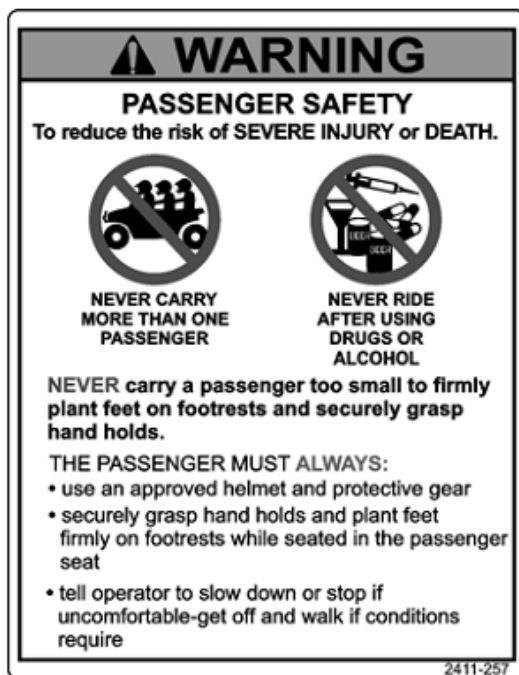 WARNING
PASSENGER SAFETY
To reduce the risk of SEVERE INJURY or DEATH.
NEVER CARRY
MORE THAN ONE
PASSENGER
NEVER RIDE
AFTER USING
DRUGS OR
ALCOHOL
BEER
BEER
NEVER carry a passenger too small to firmly
plant feet on footrests and securely grasp
hand holds.
THE PASSENGER MUST ALWAYS:
• use an approved helmet and protective gear
• securely grasp hand holds and plant feet
firmly on footrests while seated in the passenger
seat
• tell operator to slow down or stop if
uncomfortable-get off and walk if conditions
require
2411-257